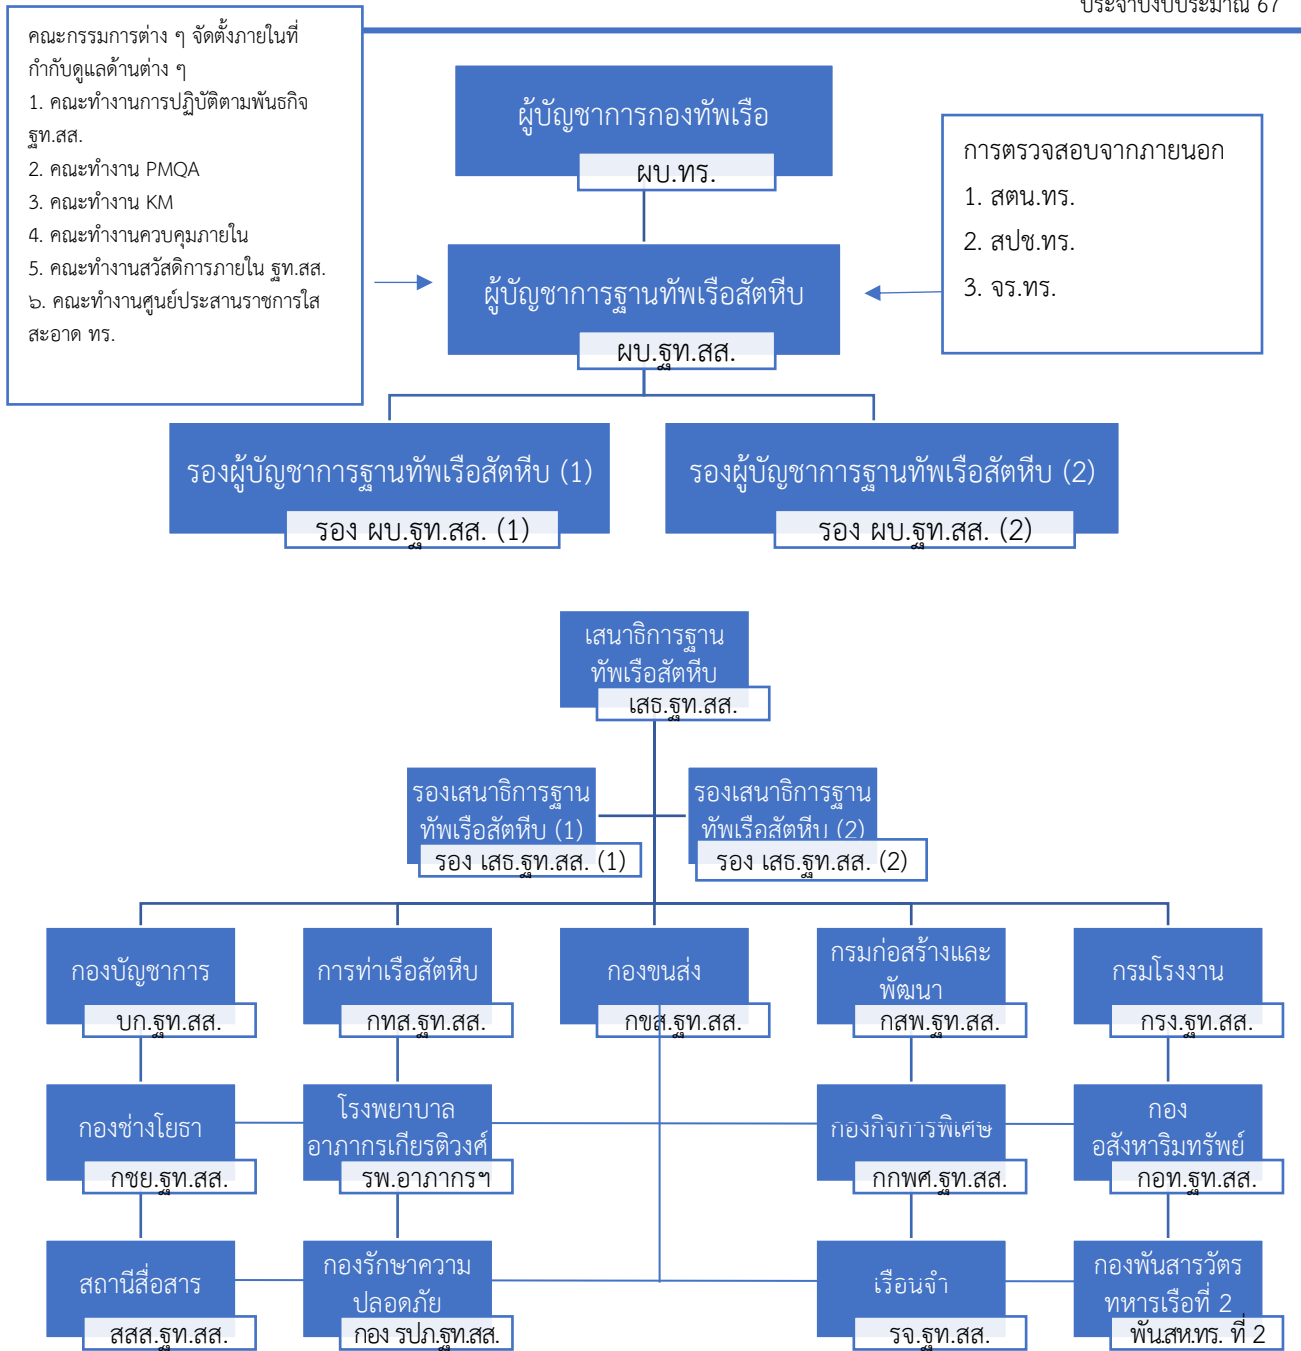 ประจำปีงบประมาณ 67
คณะกรรมการต่าง ๆ จัดตั้งภายในที่
กำกับดูแลด้านต่าง ๆ
1. คณะทำงานการปฏิบัติตามพันธกิจ
ฐท.สส.
2. คณะทำงาน PMQA
3. คณะทำงาน KM
4. คณะทำงานควบคุมภายใน
5. คณะทำงานสวัสดิการภายใน ฐท.สส.
๖. คณะทำงานศูนย์ประสานราชการใส
สะอาด ทร.
ผู้บัญชาการกองทัพเรือ
ผบ.ทร.
การตรวจสอบจากภายนอก
1. สตน.ทร.
2. สปช.ทร.
3. จร.ทร.
ผู้บัญชาการฐานทัพเรือสัตหีบ
ผบ.ฐท.สส.
รองผู้บัญชาการฐานทัพเรือสัตหีบ (1)
รอง ผบ.ฐท.สส. (1)
รองผู้บัญชาการฐานทัพเรือสัตหีบ (2)
รอง ผบ.ฐท.สส. (2)
เสนาธิการฐาน
ทัพเรือสัตหีบ
เสธ.ฐท.สส.
รองเสนาธิการฐาน
ทัพเรือสัตหีบ (1)
รอง เสธ.ฐท.สส. (1)
รองเสนาธิการฐาน
ทัพเรือสัตหีบ (2)
รอง เสธ.ฐท.สส. (2)
กองบัญชาการ
บก.ฐท.สส.
การท่าเรือสัตหีบ
กทส.ฐท.สส.
กองขนส่ง
กขส.ฐท.สส.
กรมก่อสร้างและ
พัฒนา
กสพ.ฐท.สส.
กรมโรงงาน
กรง.ฐท.สส.
กองช่างโยธา
กชย.ฐท.สส.
โรงพยาบาล
อาภากรเกียรติวงศ์
รพ.อาภากรฯ
กองกิจการพิเศษ
กกพศ.ฐท.สส.
กอง
อสังหาริมทรัพย์
กอท.ฐท.สส.
สถานีสื่อสาร
สสส.ฐท.สส.
กองรักษาความ
ปลอดภัย
กอง รปภ.ฐท.สส.
เรือนจำ
รจ.ฐท.สส.
กองพันสารวัตร
ทหารเรือที่ 2
พัน.สห.ทร. ที่ 2